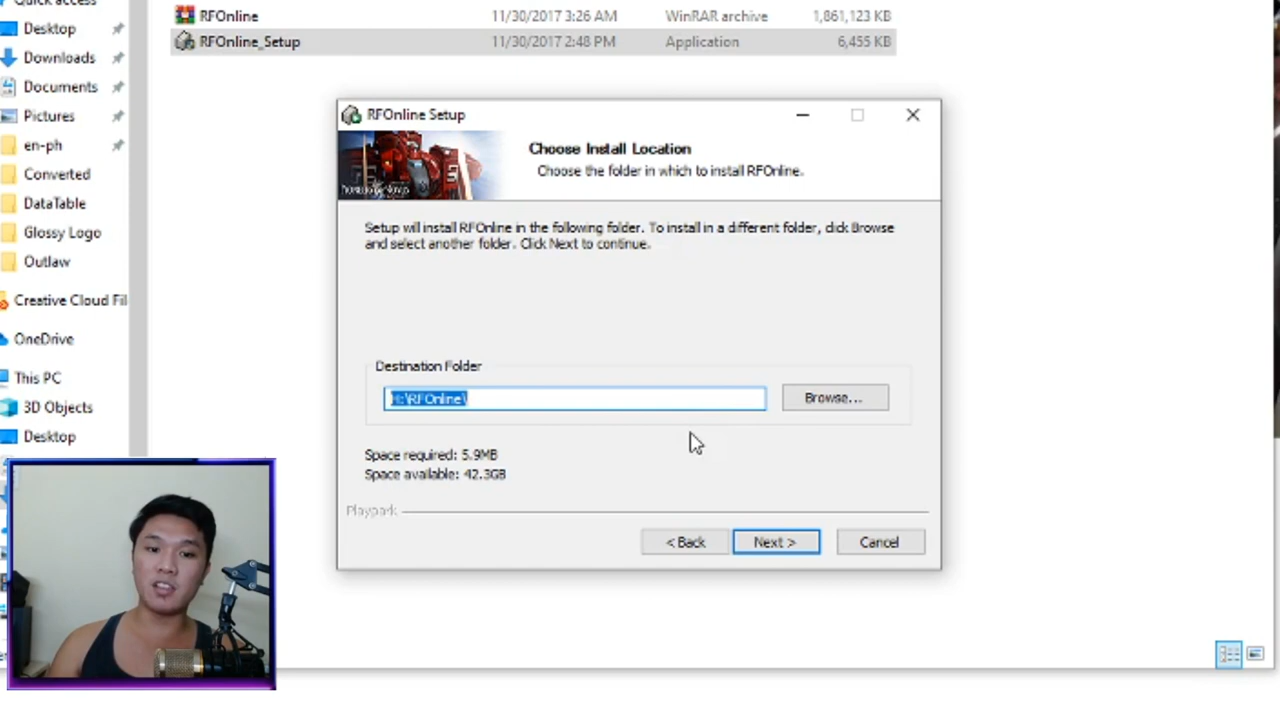 Quick access
RFOnline 11/30/2017 3:26 AM WinRAR archive 1,861,123 KB
Desktop
RFOnline_Setup 11/30/2017 2:48 PM Application 6,455 KB
Downloads
Documents
Pictures
en-ph
Converted
DataTable
Glossy Logo
Outlaw
Creative Cloud Fil
OneDrive
This PC
3D Objects
Desktop
RFOnline Setup
Choose Install Location
Choose the folder in which to install RFOnline.
Setup will install RFOnline in the following folder. To install in a different folder, click Browse
and select another folder. Click Next to continue.
Destination Folder
H:\RFOnline\
Browse...
Space required: 5.9MB
Space available: 42.3GB
Playpark
< Back Next > Cancel